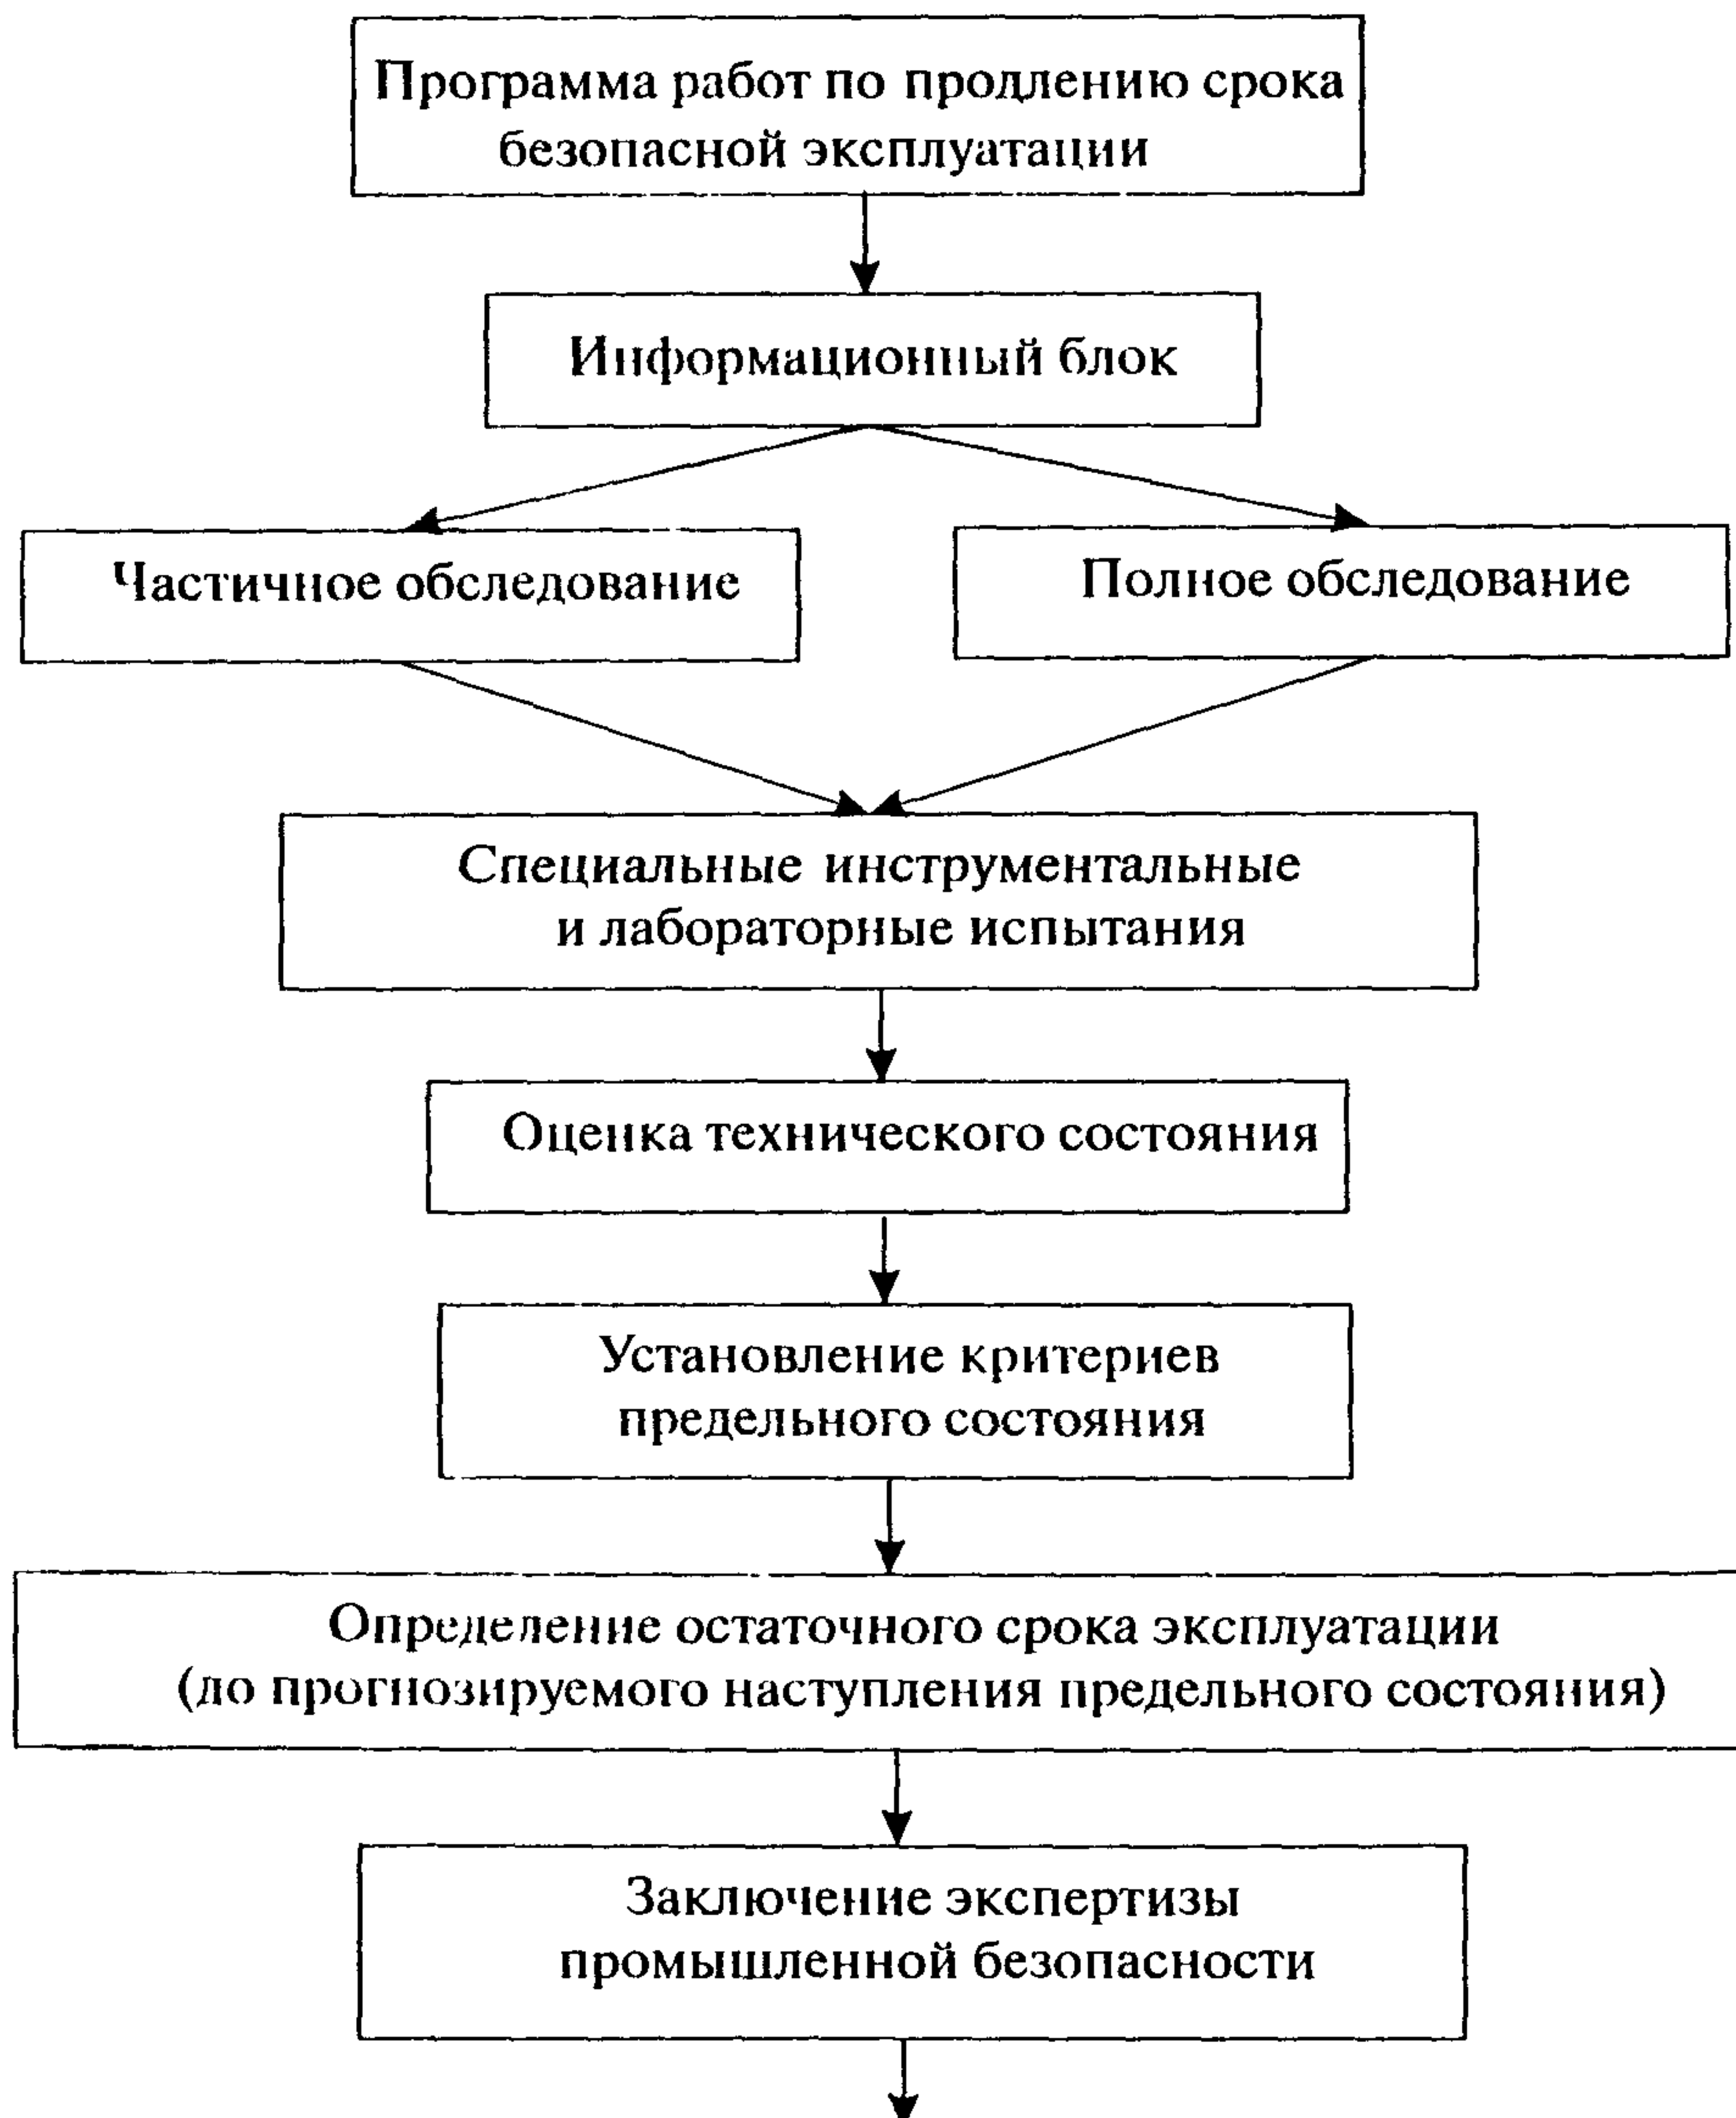 Программа работ по продлению срока
безопасной эксплуатации
Информационный блок
Частичное обследование
Полное обследование
Специальные инструментальные
и лабораторные испытания
Оценка технического состояния
Установление критериев
предельного состояния
Определение остаточного срока эксплуатации
(до прогнозируемого наступления предельного состояния)
Заключение экспертизы
промышленной безопасности